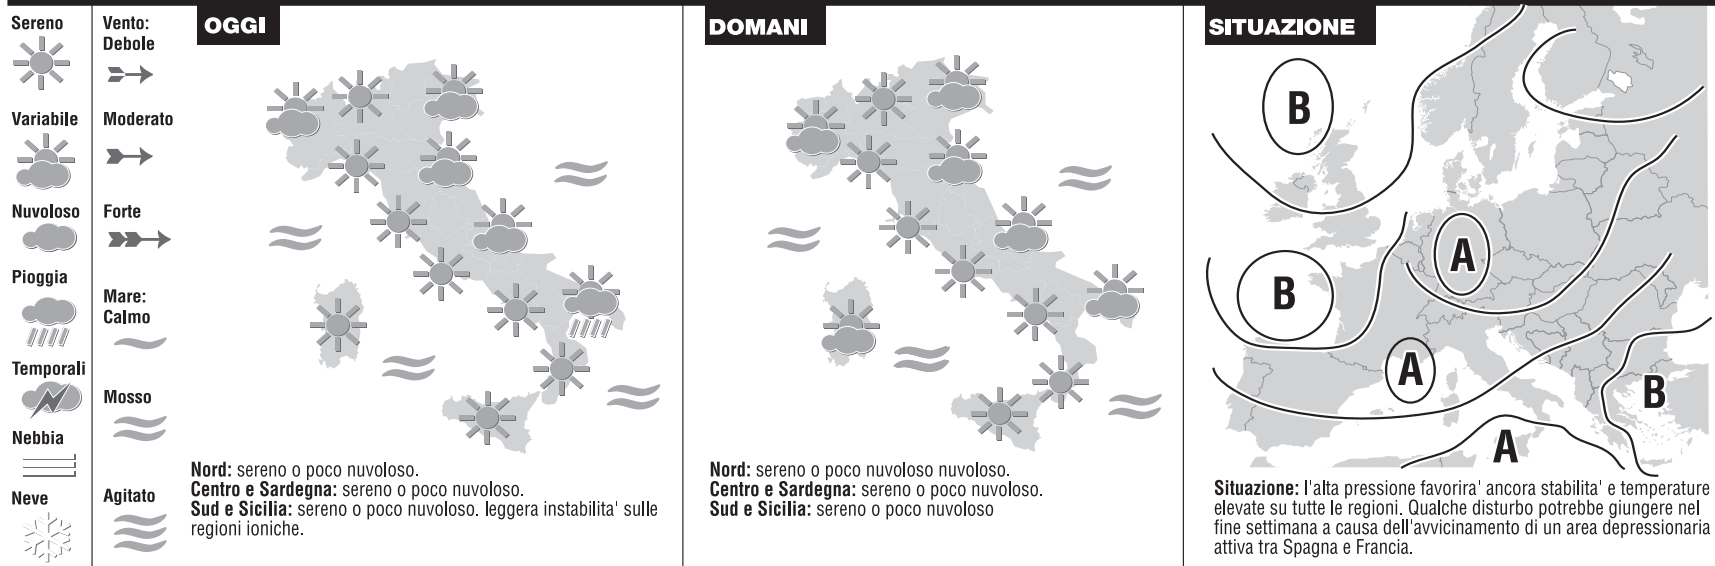 Sereno
Variabile
Nuvoloso
Pioggia
Temporali
Nebbia
Neve
Vento:
Debole
Moderato
Forte
Mare:
Calmo
Mosso
Agitato
OGGI
Nord: sereno o poco nuvoloso.
Centro e Sardegna: sereno o poco nuvoloso.
Sud e Sicilia: sereno o poco nuvoloso. leggera instabilita' sulle
regioni ioniche.
DOMANI
Nord: sereno o poco nuvoloso nuvoloso.
Centro e Sardegna: sereno o poco nuvoloso.
Sud e Sicilia: sereno o poco nuvoloso
SITUAZIONE
B
A
B
A
B
A
Situazione: l'alta pressione favorira' ancora stabilita' e temperature
elevate su tutte le regioni. Qualche disturbo potrebbe giungere nel
fine settimana a causa dell'avvicinamento di un area depressionaria
attiva tra Spagna e Francia.